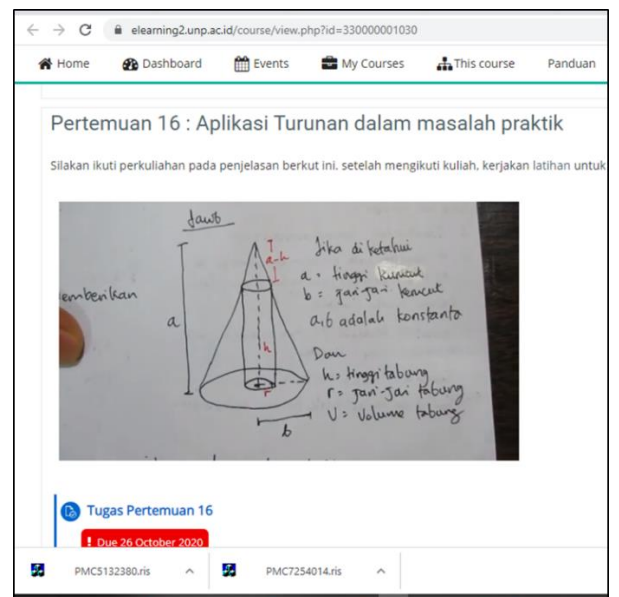 elearning2.unp.ac.id/course/view.php?id=330000001030
Home Dashboard Events My Courses This course Panduan
Pertemuan 16 : Aplikasi Turunan dalam masalah praktik
Silakan ikuti perkuliahan pada penjelasan berkut ini. setelah mengikuti kuliah, kerjakan latihan untuk
Jawb
emberikan
a
a-h
h
r
b
Jika diketahui
a = tinggi kerucut
b = jari-jari kerucut
a,b adalah konstanta
Dan
h = tinggi tabung
r = jari-jari tabung
V = Volume tabung
Tugas Pertemuan 16
! Due 26 October 2020
PMC5132380.ris
PMC7254014.ris